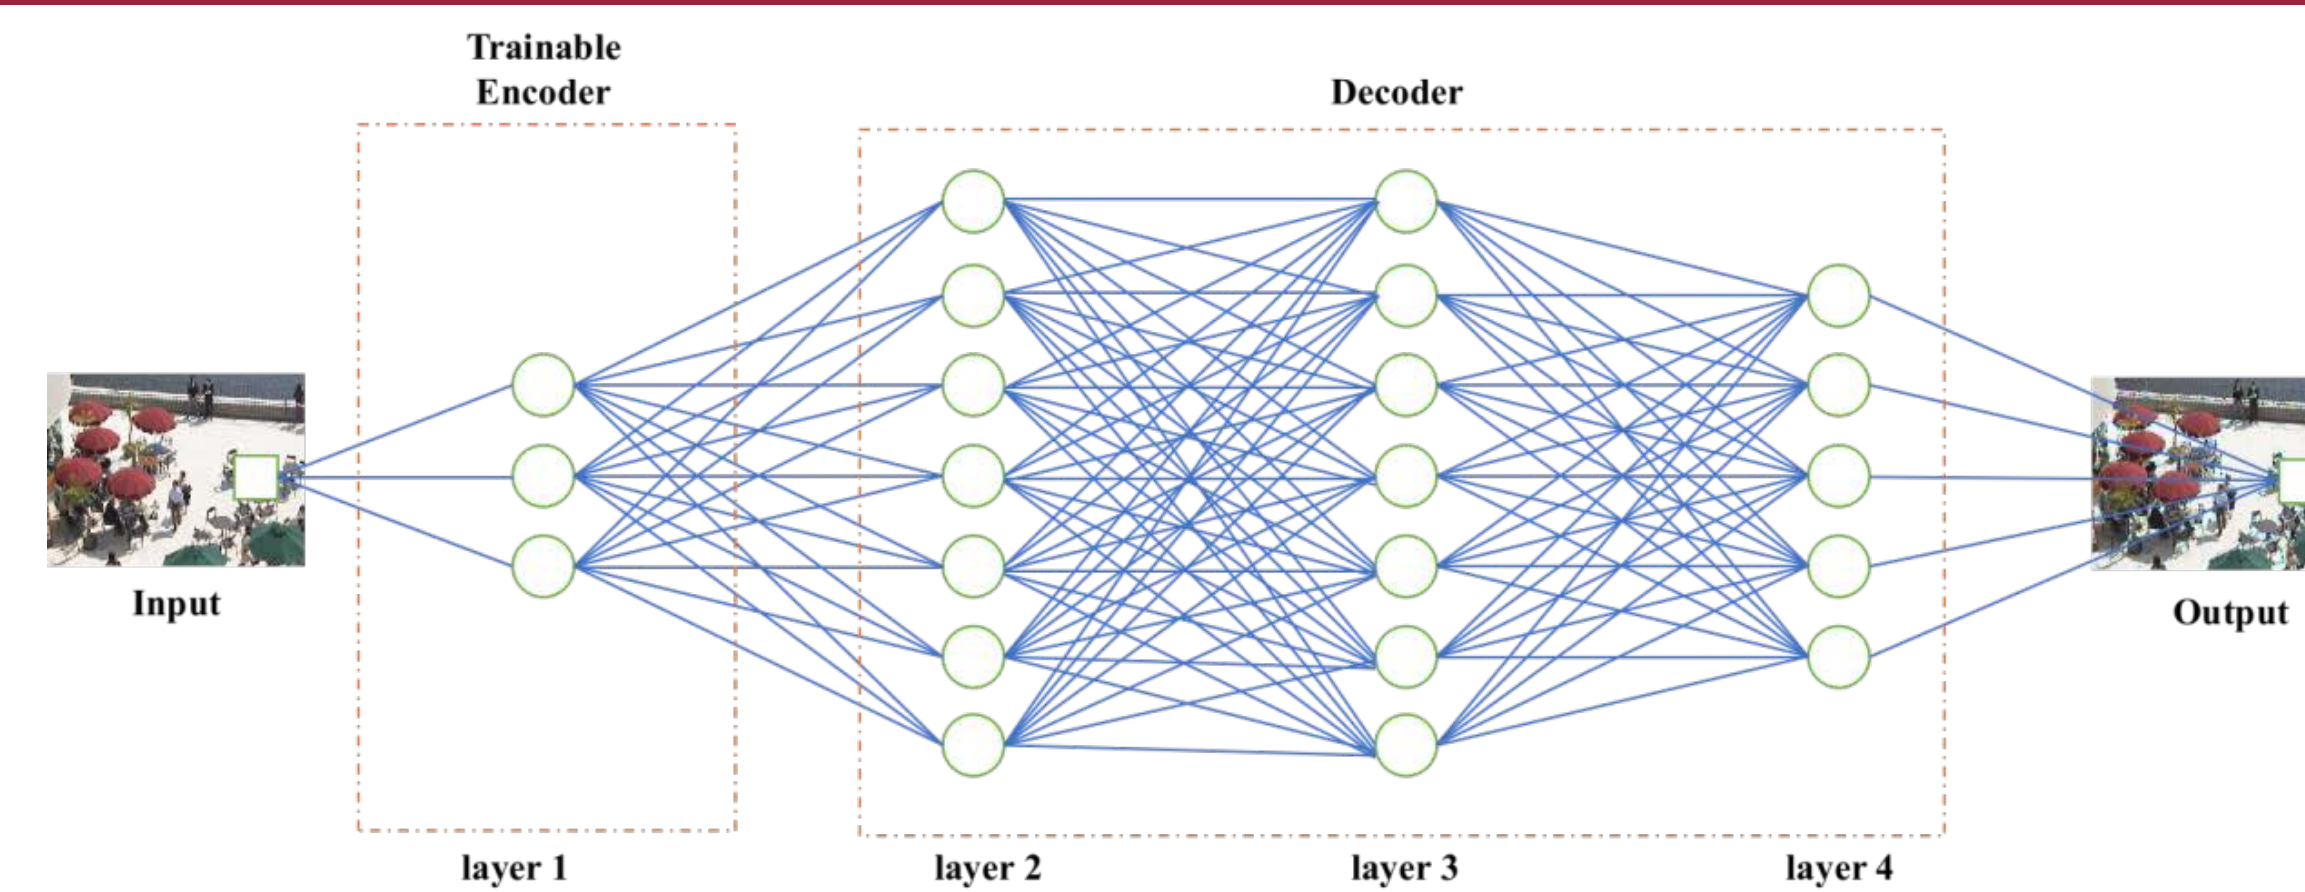 Trainable
Encoder
Decoder
Input
Output
layer 1
layer 2
layer 3
layer 4